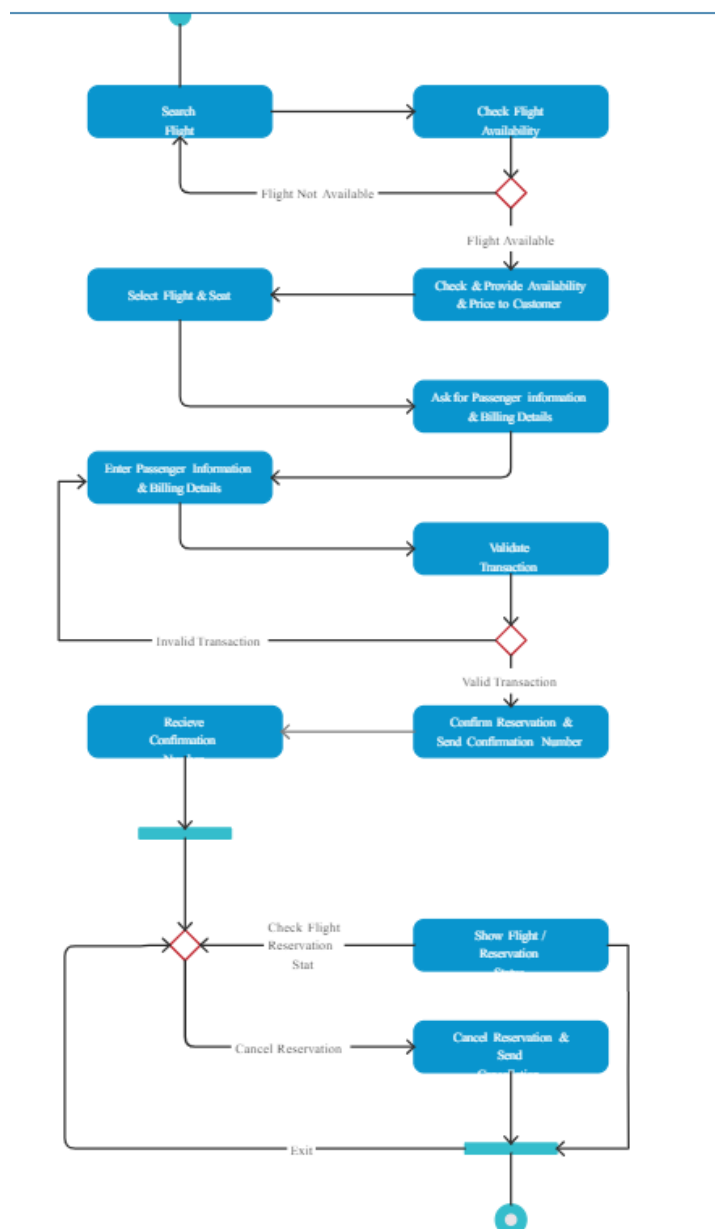 Search
Flight
Check Flight
Availability
Flight Not Available
Flight Available
Select Flight & Seat
Check & Provide Availability
& Price to Customer
Ask for Passenger information
& Billing Details
Enter Passenger Information
& Billing Details
Validate
Transaction
Invalid Transaction
Valid Transaction
Recieve
Confirmation
Confirm Reservation &
Send Confirmation Number
Check Flight
Reservation
Stat
Show Flight /
Reservation
Cancel Reservation
Cancel Reservation &
Send
Exit